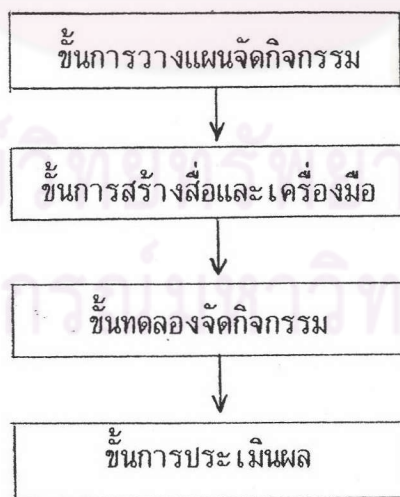 ขั้นการวางแผนจัดกิจกรรม
ขั้นการสร้างสื่อและเครื่องมือ
ขั้นทดลองจัดกิจกรรม
ขั้นการประเมินผล